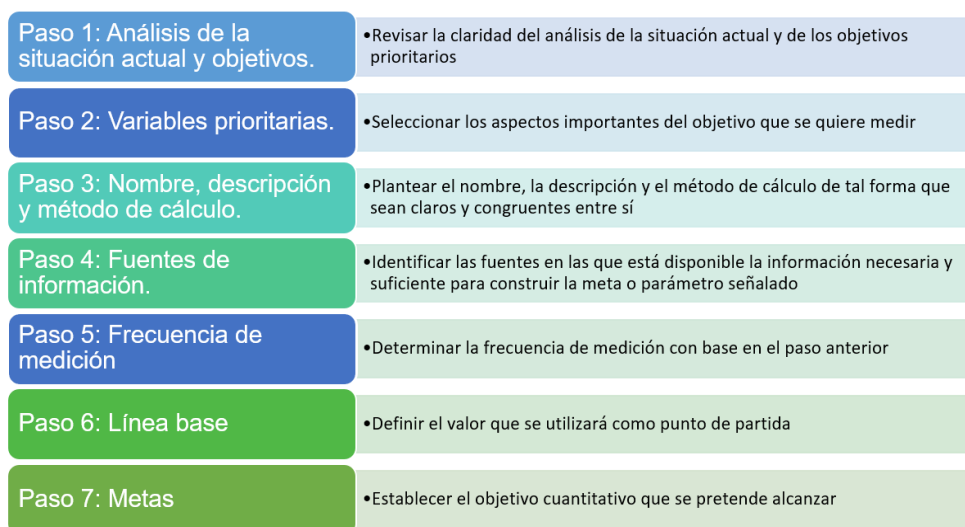 Paso 1: Análisis de la
situación actual y objetivos.
•Revisar la claridad del análisis de la situación actual y de los objetivos
prioritarios
Paso 2: Variables prioritarias.
•Seleccionar los aspectos importantes del objetivo que se quiere medir
Paso 3: Nombre, descripción
y método de cálculo.
•Plantear el nombre, la descripción y el método de cálculo de tal forma que
sean claros y congruentes entre sí
Paso 4: Fuentes de
información.
•Identificar las fuentes en las que está disponible la información necesaria y
suficiente para construir la meta o parámetro señalado
Paso 5: Frecuencia de
medición
•Determinar la frecuencia de medición con base en el paso anterior
Paso 6: Línea base
•Definir el valor que se utilizará como punto de partida
Paso 7: Metas
•Establecer el objetivo cuantitativo que se pretende alcanzar